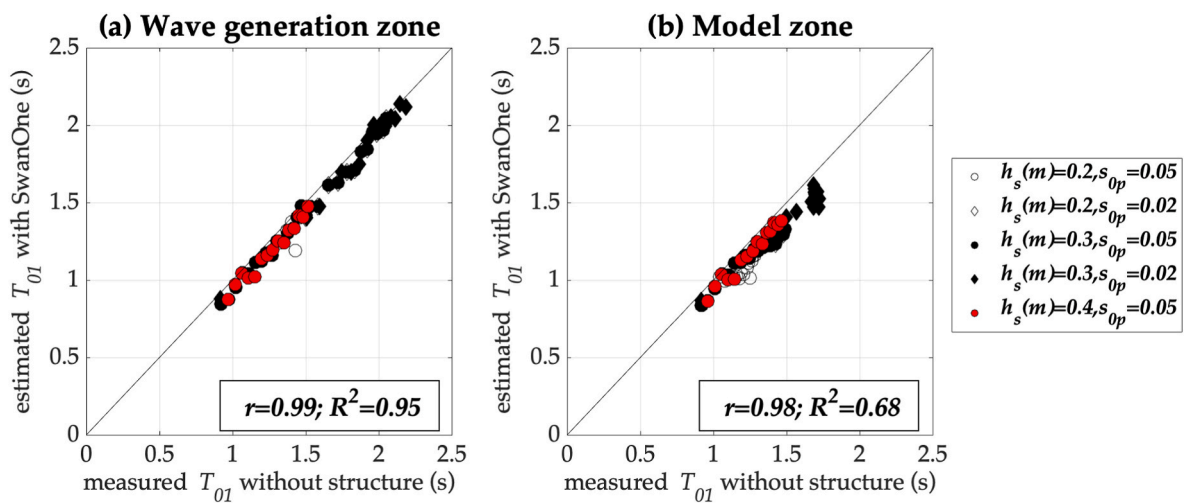 (a) Wave generation zone
2.5
2
1.5
1
0.5
0
0 0.5 1 1.5 2 2.5
estimated T01 with SwanOne (s)
measured T01 without structure (s)
r=0.99; R²=0.95
(b) Model zone
2.5
2
1.5
1
0.5
0
0 0.5 1 1.5 2 2.5
estimated T01 with SwanOne (s)
measured T01 without structure (s)
r=0.98; R²=0.68
hs(m)=0.2,s0p=0.05
hs(m)=0.2,s0p=0.02
hs(m)=0.3,s0p=0.05
hs(m)=0.3,s0p=0.02
hs(m)=0.4,s0p=0.05